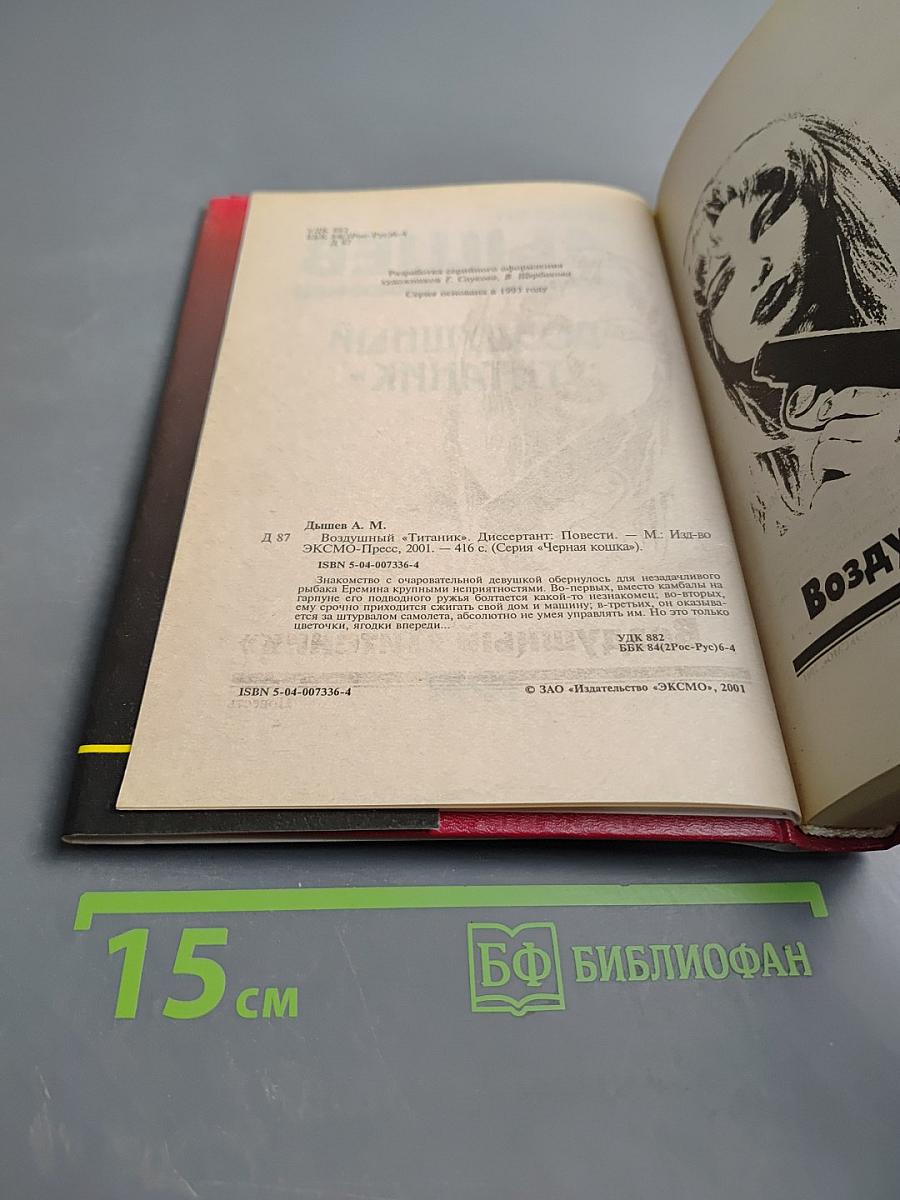 УДК 882
ББК 84(2Рос-Рус)6-4
Д 87
Разработка серийного оформления
художников Г. Саукова, В. Щербакова
Серия основана в 1993 году
Дышев А. М.
Д 87 Воздушный «Титаник». Диссертант: Повести. — М.: Изд-во
ЭКСМО-Пресс, 2001. — 416 с. (Серия «Черная кошка»).
ISBN 5-04-007336-4
Знакомство с очаровательной девушкой обернулось для незадачливого
рыбака Еремина крупными неприятностями. Во-первых, вместо камбалы на
гарпуне его подводного ружья болтается какой-то незнакомец; во-вторых,
ему срочно приходится сжигать свой дом и машину; в-третьих, он оказыва-
ется за штурвалом самолета, абсолютно не умея управлять им. Но это только
цветочки, ягодки впереди...
УДК 882
ББК 84(2Рос-Рус)6-4
ISBN 5-04-007336-4 © ЗАО «Издательство «ЭКСМО», 2001
Возду
15 см
БФ БИБЛИОФАН